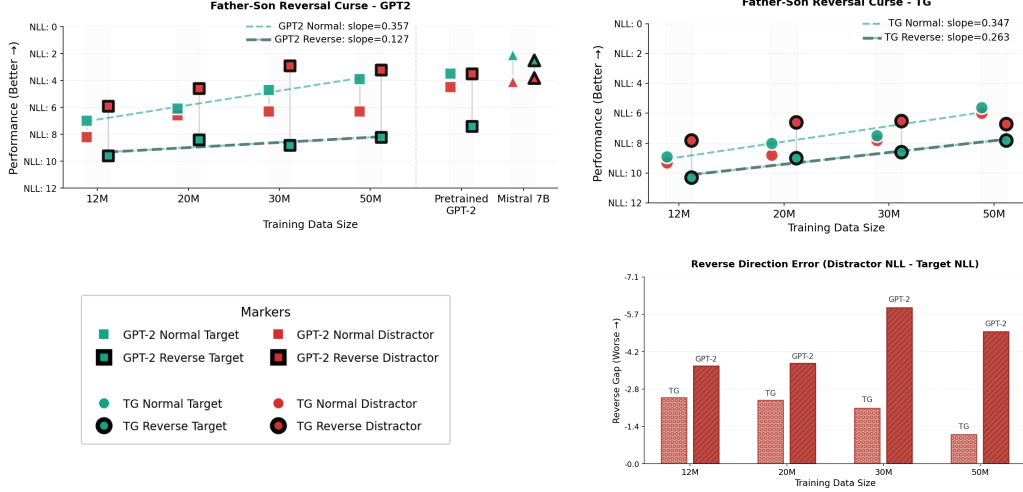 Father-Son Reversal Curse - GPT2
GPT2 Normal: slope=0.357
GPT2 Reverse: slope=0.127
Performance (Better →)
NLL: 0
NLL: 2
NLL: 4
NLL: 6
NLL: 8
NLL: 10
NLL: 12
12M
20M
30M
50M
Pretrained
GPT-2
Mistral 7B
Training Data Size
Father-Son Reversal Curse - TG
TG Normal: slope=0.347
TG Reverse: slope=0.263
Performance (Better →)
NLL: 0
NLL: 2
NLL: 4
NLL: 6
NLL: 8
NLL: 10
NLL: 12
12M
20M
30M
50M
Training Data Size
Markers
GPT-2 Normal Target
GPT-2 Normal Distractor
GPT-2 Reverse Target
GPT-2 Reverse Distractor
TG Normal Target
TG Normal Distractor
TG Reverse Target
TG Reverse Distractor
Reverse Direction Error (Distractor NLL - Target NLL)
Reverse Gap (Worse →)
-7.1
-5.7
-4.2
-2.8
-1.4
-0.0
TG
GPT-2
TG
GPT-2
TG
GPT-2
TG
GPT-2
12M
20M
30M
50M
Training Data Size